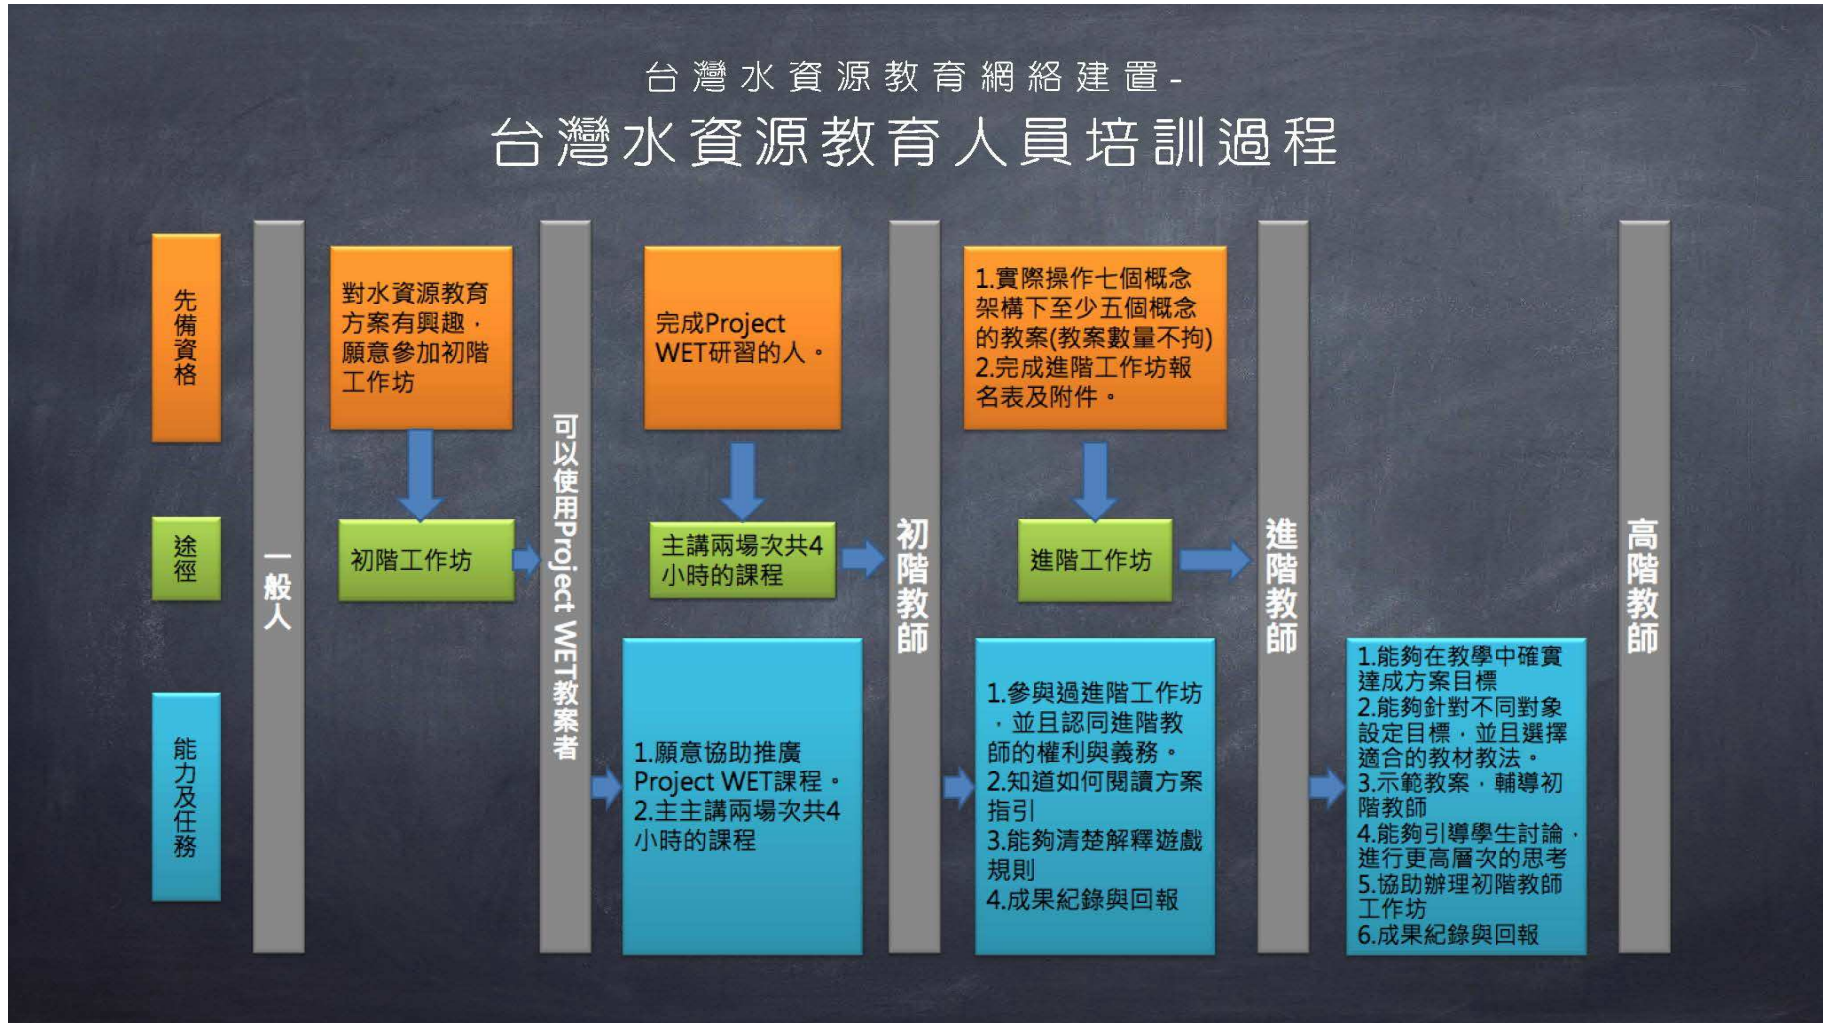 台灣水資源教育網絡建置-
台灣水資源教育人員培訓過程
先備資格
途徑
能力及任務
一般人
對水資源教育
方案有興趣，
願意參加初階
工作坊
初階工作坊
可以使用Project WET教案者
完成Project
WET研習的人。
主講兩場次共4
小時的課程
1.願意協助推廣
Project WET課程。
2.主主講兩場次共4
小時的課程
初階教師
1.實際操作七個概念
架構下至少五個概念
的教案(教案數量不拘)
2.完成進階工作坊報
名表及附件。
進階工作坊
1.參與過進階工作坊
，並且認同進階教
師的權利與義務。
2.知道如何閱讀方案
指引
3.能夠清楚解釋遊戲
規則
4.成果紀錄與回報
進階教師
1.能夠在教學中確實
達成方案目標
2.能夠針對不同對象
設定目標，並且選擇
適合的教材教法。
3.示範教案，輔導初
階教師
4.能夠引導學生討論，
進行更高層次的思考
5.協助辦理初階教師
工作坊
6.成果紀錄與回報
高階教師